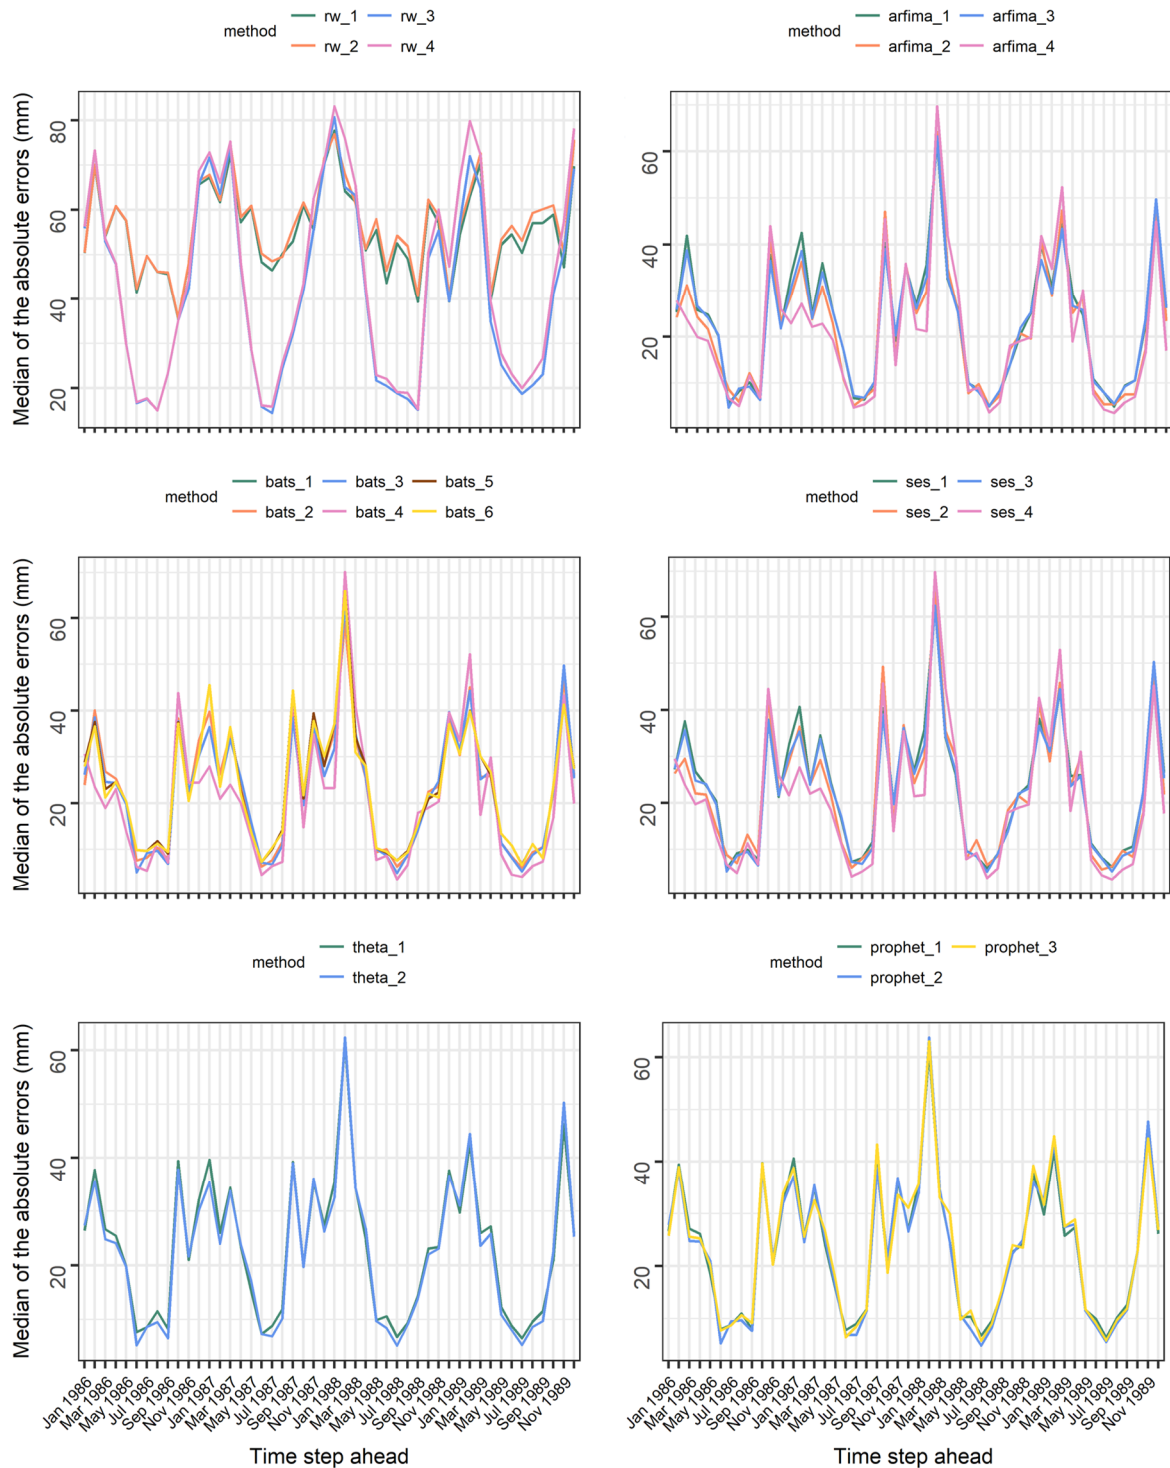 method rw_1 rw_3
rw_2 rw_4
method arfima_1 arfima_3
arfima_2 arfima_4
Median of the absolute errors (mm)
80
60
40
20
60
40
20
method bats_1 bats_3 bats_5
bats_2 bats_4 bats_6
method ses_1 ses_3
ses_2 ses_4
Median of the absolute errors (mm)
60
40
20
60
40
20
method theta_1
theta_2
method prophet_1 prophet_3
prophet_2
Median of the absolute errors (mm)
60
40
20
60
40
20
Jan 1986 Mar 1986 May 1986 Jul 1986 Sep 1986 Nov 1986 Jan 1987 Mar 1987 May 1987 Jul 1987 Sep 1987 Nov 1987 Jan 1988 Mar 1988 May 1988 Jul 1988 Sep 1988 Nov 1988 Jan 1989 Mar 1989 May 1989 Jul 1989 Sep 1989 Nov 1989
Jan 1986 Mar 1986 May 1986 Jul 1986 Sep 1986 Nov 1986 Jan 1987 Mar 1987 May 1987 Jul 1987 Sep 1987 Nov 1987 Jan 1988 Mar 1988 May 1988 Jul 1988 Sep 1988 Nov 1988 Jan 1989 Mar 1989 May 1989 Jul 1989 Sep 1989 Nov 1989
Time step ahead
Time step ahead